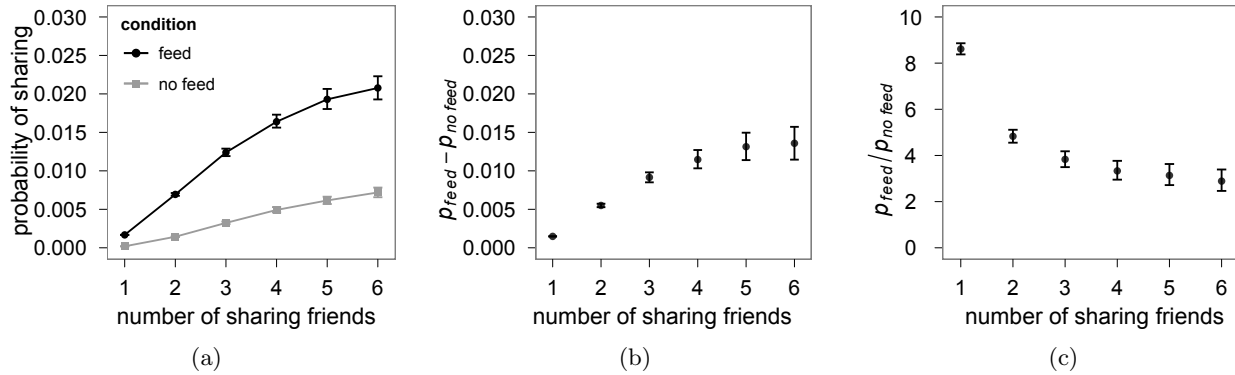 probability of sharing
0.030
0.025
0.020
0.015
0.010
0.005
0.000
condition
feed
no feed
1 2 3 4 5 6
number of sharing friends
(a)
p_feed − p_no feed
0.030
0.025
0.020
0.015
0.010
0.005
0.000
1 2 3 4 5 6
number of sharing friends
(b)
p_feed / p_no feed
10
8
6
4
2
0
1 2 3 4 5 6
number of sharing friends
(c)